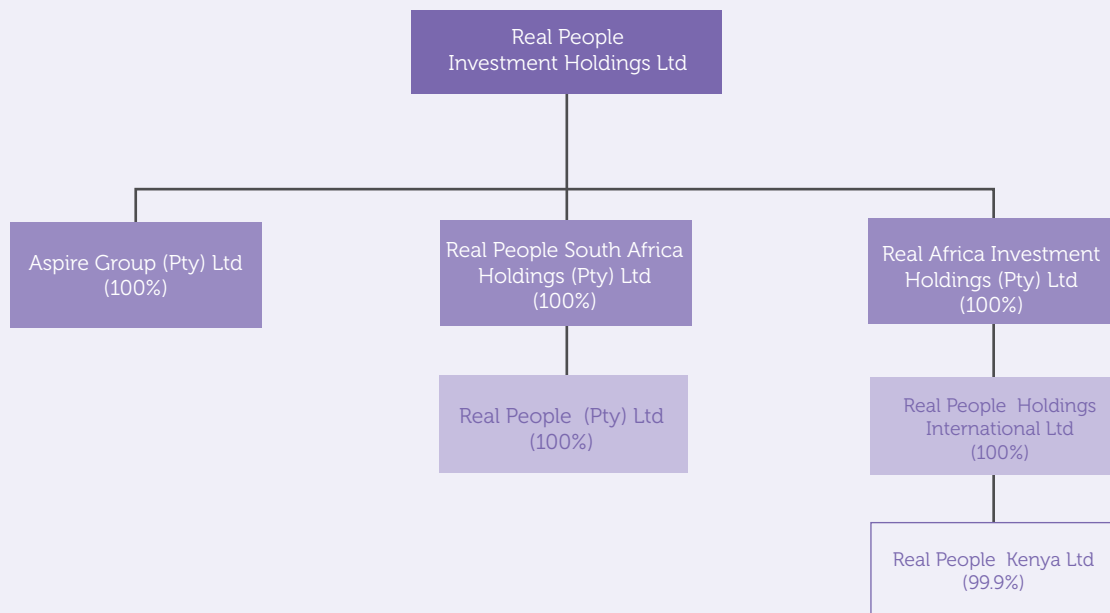 Real People
Investment Holdings Ltd
Aspire Group (Pty) Ltd
(100%)
Real People South Africa
Holdings (Pty) Ltd
(100%)
Real Africa Investment
Holdings (Pty) Ltd
(100%)
Real People (Pty) Ltd
(100%)
Real People Holdings
International Ltd
(100%)
Real People Kenya Ltd
(99.9%)